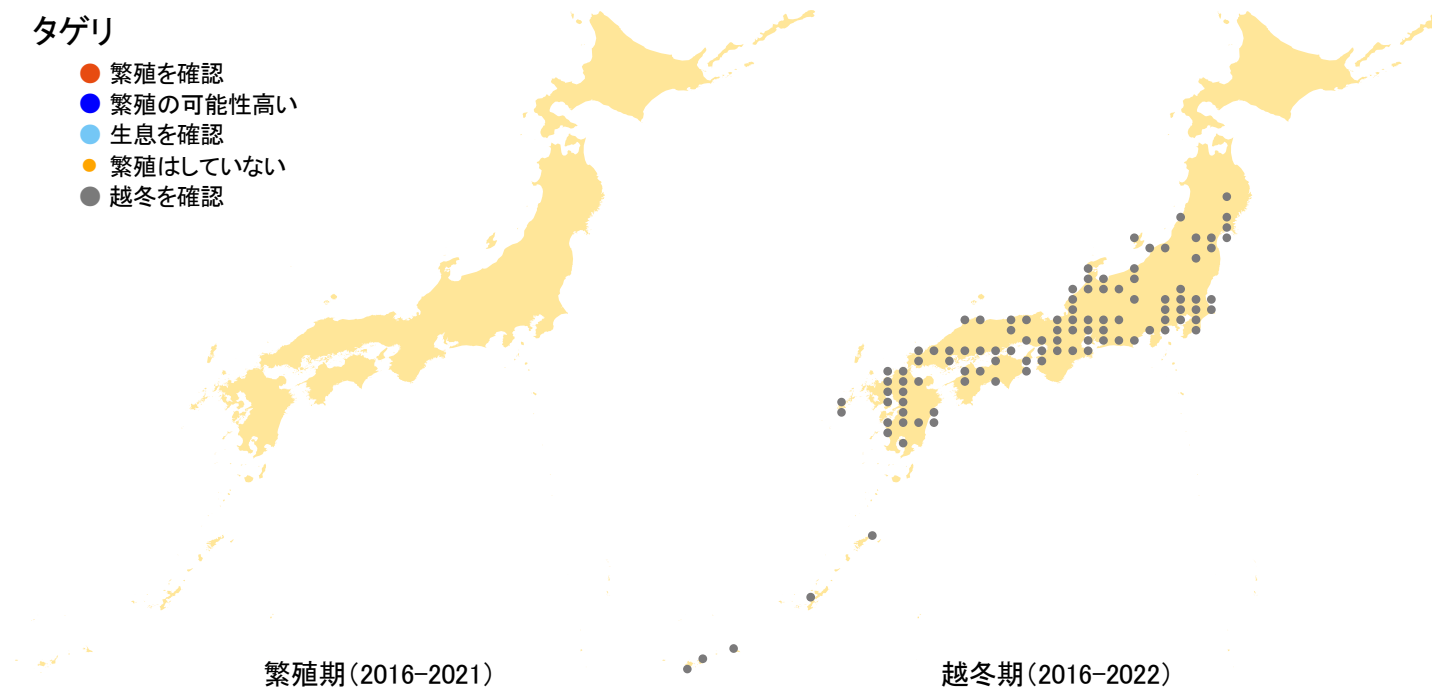 タゲリ
繁殖を確認
繁殖の可能性高い
生息を確認
繁殖はしていない
越冬を確認
繁殖期(2016-2021)
越冬期(2016-2022)